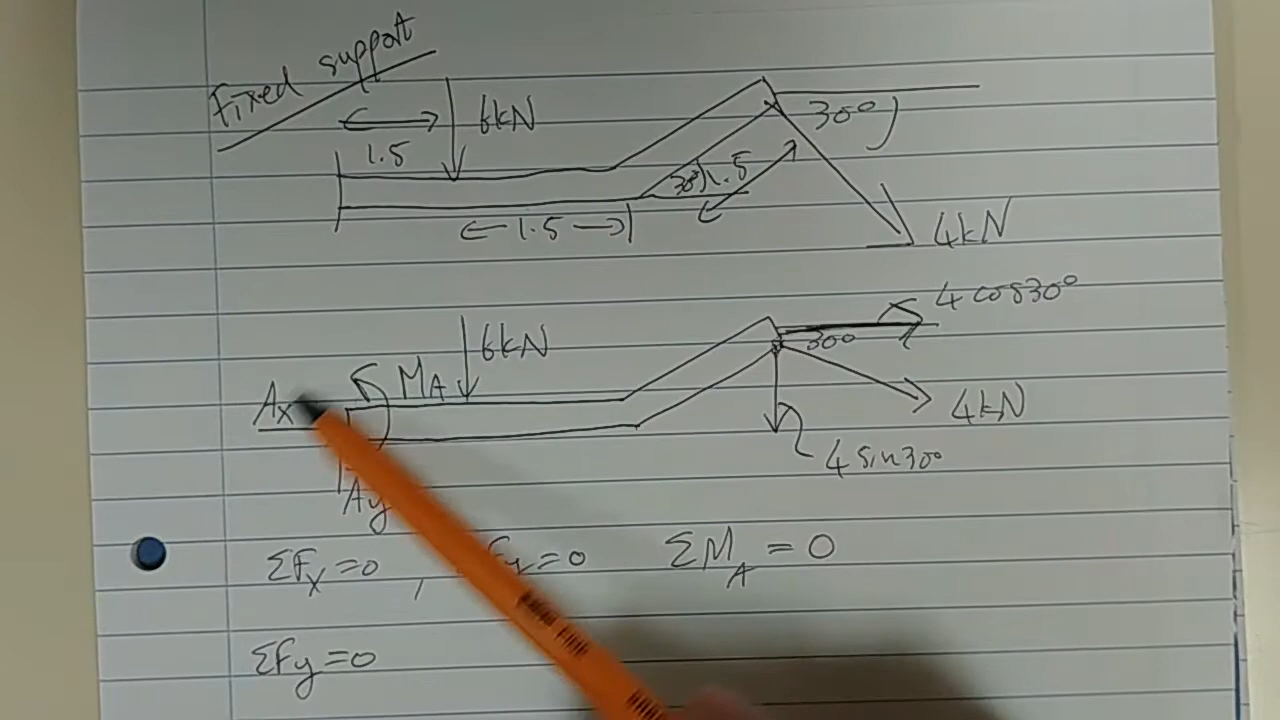 Fixed support
6kN
1.5
30°
30°
1.5
1.5
4kN
4 cos30°
6kN
30°
MA
Ax
4kN
4 sin30
Ay
ΣFx = 0 , Fy = 0 ΣMA = 0
ΣFy = 0